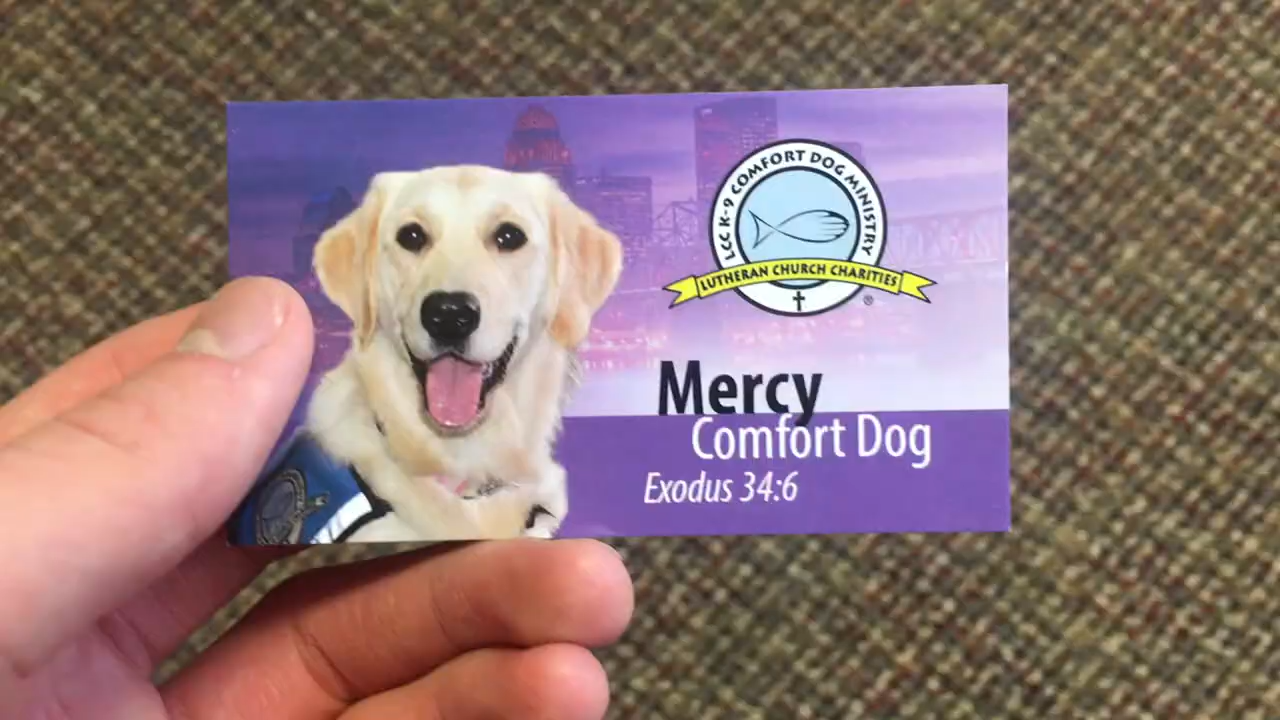 LCC K-9 COMFORT DOG MINISTRY
LUTHERAN CHURCH CHARITIES
®
Mercy
Comfort Dog
Exodus 34:6